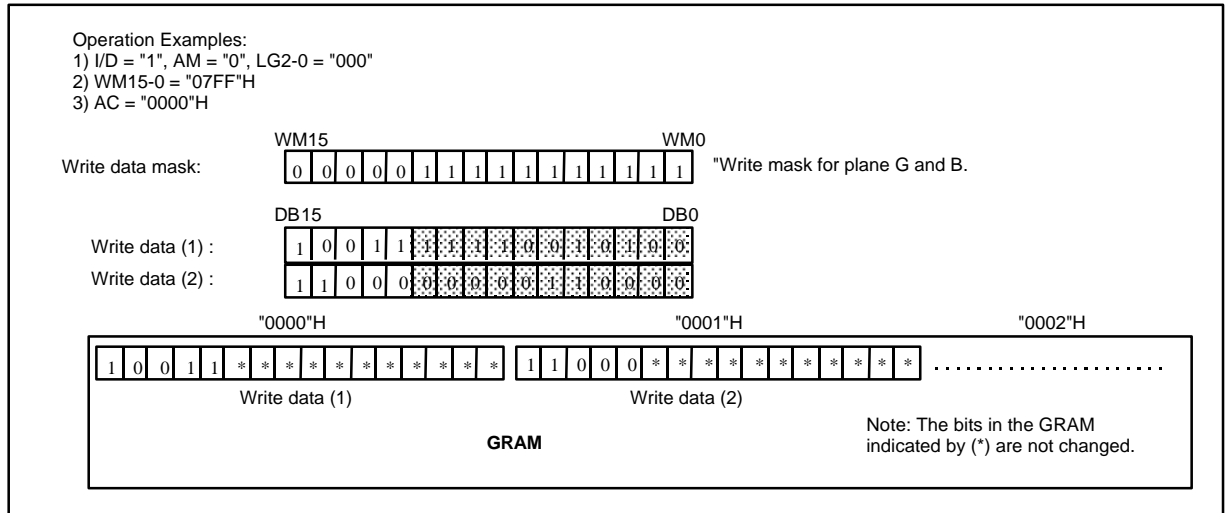 Operation Examples:
1) I/D = "1", AM = "0", LG2-0 = "000"
2) WM15-0 = "07FF"H
3) AC = "0000"H
WM15 WM0
Write data mask: 0 0 0 0 0 1 1 1 1 1 1 1 1 1 1 1 "Write mask for plane G and B.
DB15 DB0
Write data (1) : 1 0 0 1 1 1 1 1 1 0 0 1 0 1 0 0
Write data (2) : 1 1 0 0 0 0 0 0 0 0 1 1 0 0 0 0
"0000"H "0001"H "0002"H
1 0 0 1 1 * * * * * * * * * * * 1 1 0 0 0 * * * * * * * * * * * ......................
Write data (1) Write data (2)
Note: The bits in the GRAM
indicated by (*) are not changed.
GRAM